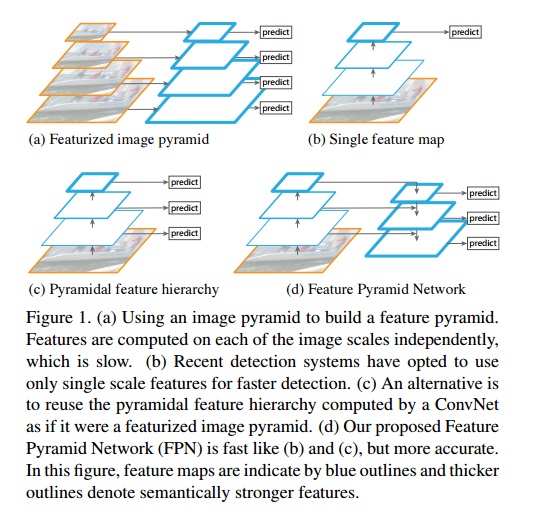 predict
predict
predict
predict
predict
(a) Featurized image pyramid
(b) Single feature map
predict
predict
predict
predict
predict
predict
(c) Pyramidal feature hierarchy
(d) Feature Pyramid Network
Figure 1. (a) Using an image pyramid to build a feature pyramid.
Features are computed on each of the image scales independently,
which is slow. (b) Recent detection systems have opted to use
only single scale features for faster detection. (c) An alternative is
to reuse the pyramidal feature hierarchy computed by a ConvNet
as if it were a featurized image pyramid. (d) Our proposed Feature
Pyramid Network (FPN) is fast like (b) and (c), but more accurate.
In this figure, feature maps are indicate by blue outlines and thicker
outlines denote semantically stronger features.